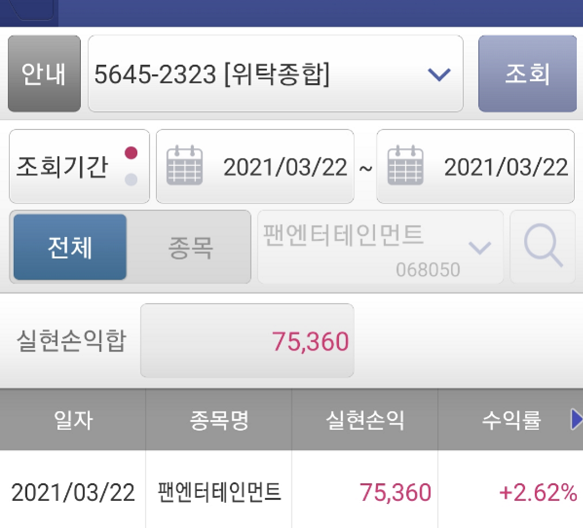 안내 5645-2323 [위탁종합] 조회
조회기간 2021/03/22 ~ 2021/03/22
전체 종목 팬엔터테인먼트
068050
실현손익합 75,360
일자 종목명 실현손익 수익률
2021/03/22 팬엔터테인먼트 75,360 +2.62%